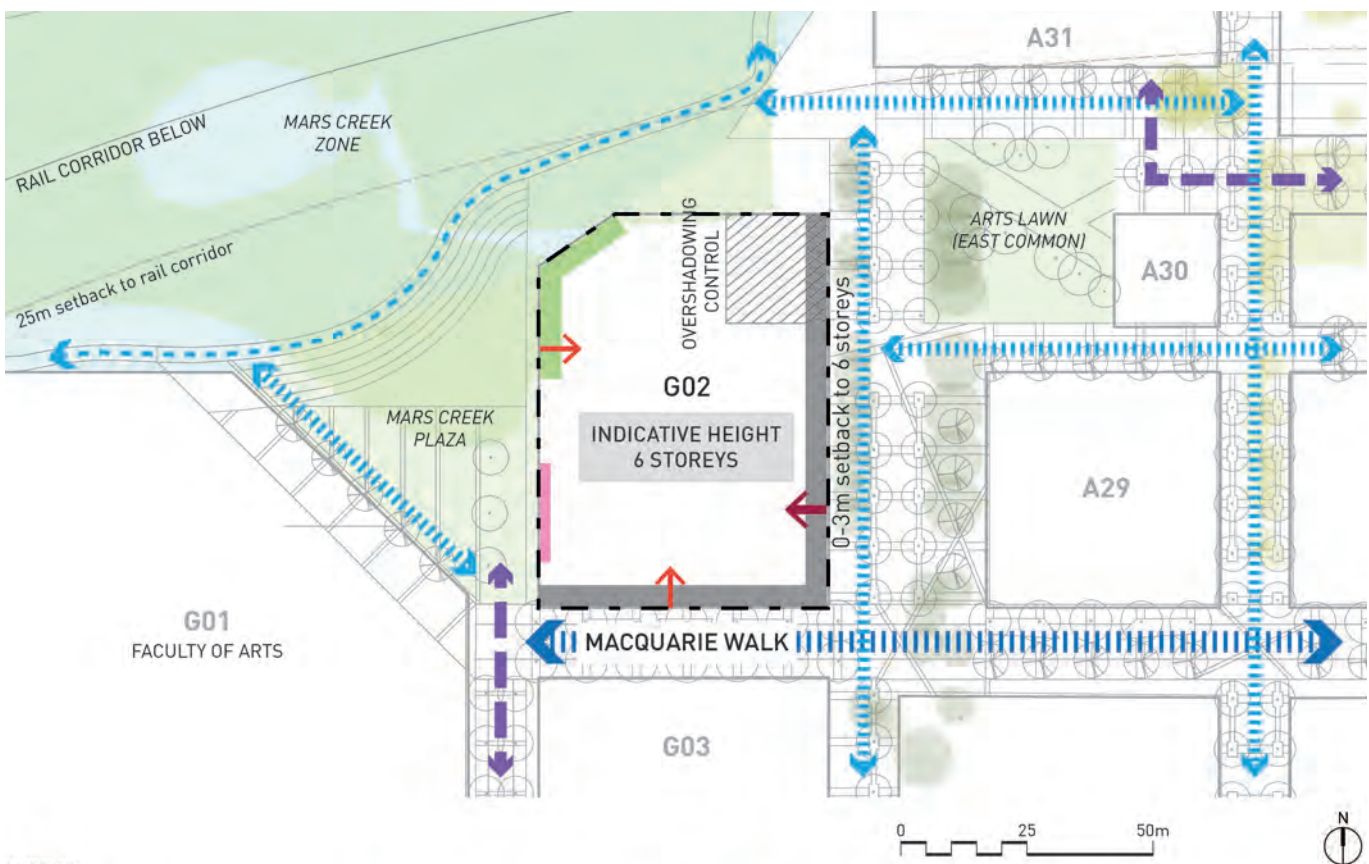 A31
RAIL CORRIDOR BELOW
MARS CREEK
ZONE
25m setback to rail corridor
OVERSHADOWING
CONTROL
ARTS LAWN
(EAST COMMON)
A30
0-3m setback to 6 storeys
G02
INDICATIVE HEIGHT
6 STOREYS
MARS CREEK
PLAZA
A29
G01
FACULTY OF ARTS
MACQUARIE WALK
G03
0 25 50m
N